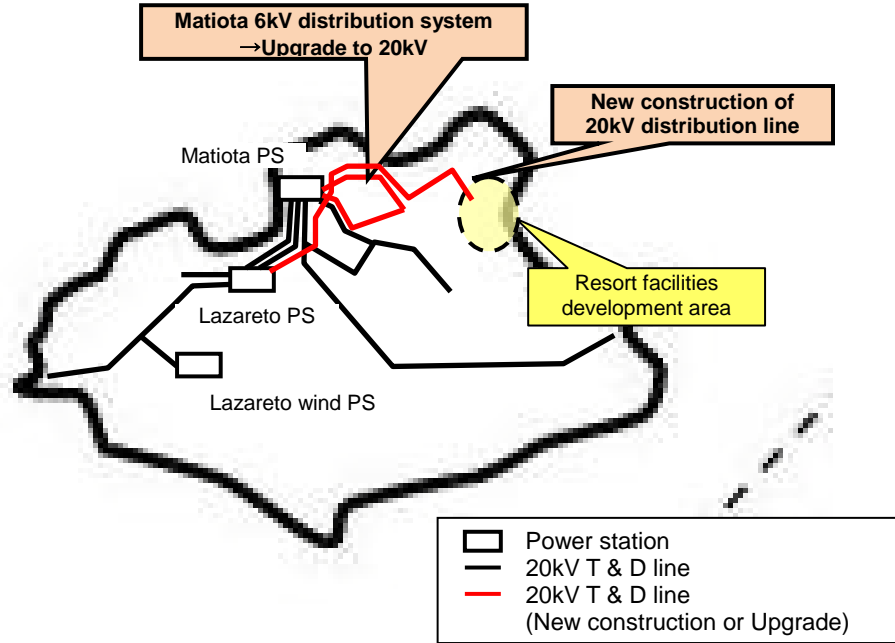 Matiota 6kV distribution system
→Upgrade to 20kV
New construction of
20kV distribution line
Matiota PS
Resort facilities
development area
Lazareto PS
Lazareto wind PS
Power station
20kV T & D line
20kV T & D line
(New construction or Upgrade)